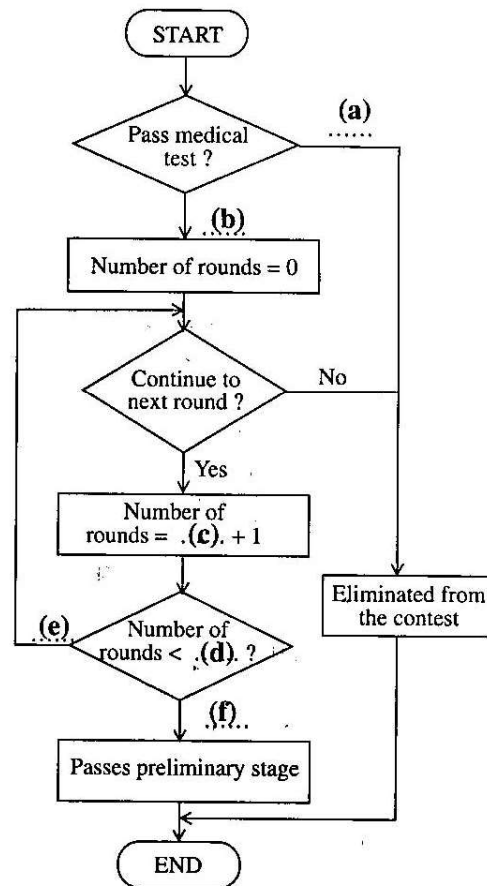 START
(a)
Pass medical
test ?
(b)
Number of rounds = 0
Continue to
next round ?
No
Yes
Number of
rounds = .(c). + 1
Eliminated from
the contest
(e)
Number of
rounds < .(d). ?
(f)
Passes preliminary stage
END